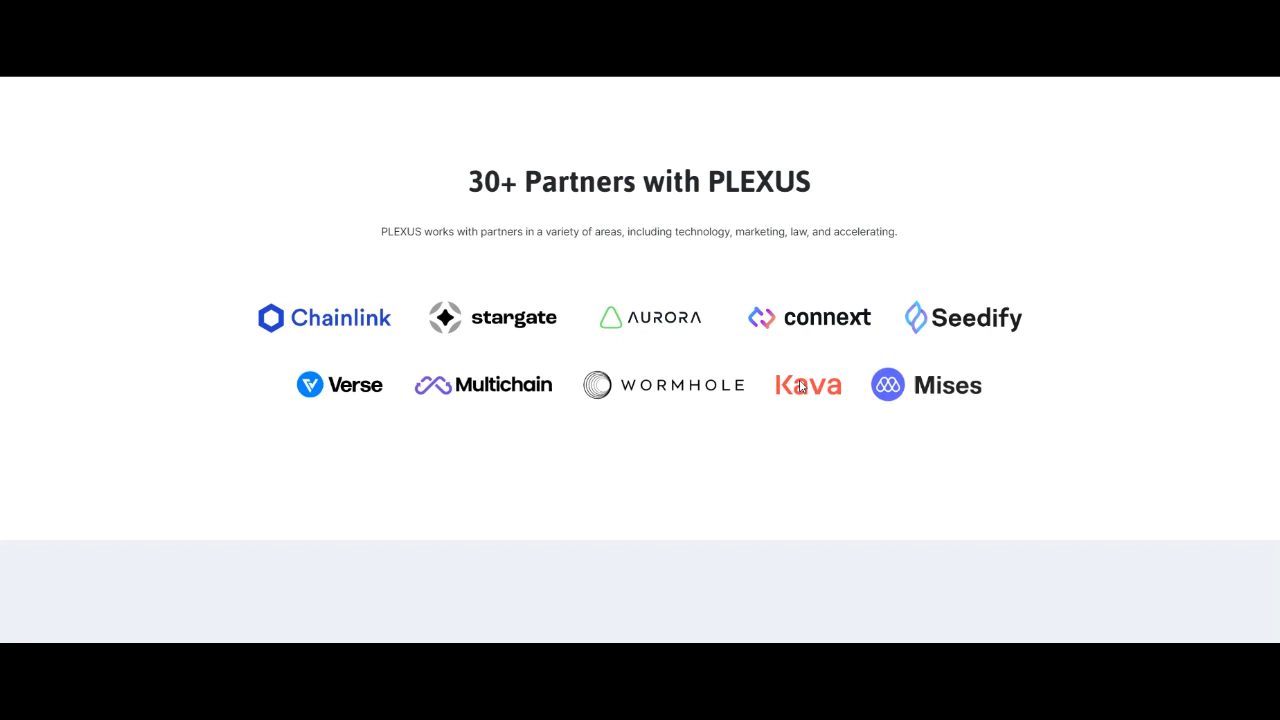 30+ Partners with PLEXUS
PLEXUS works with partners in a variety of areas, including technology, marketing, law, and accelerating.
Chainlink stargate AURORA connext Seedify
Verse Multichain WORMHOLE Kava Mises